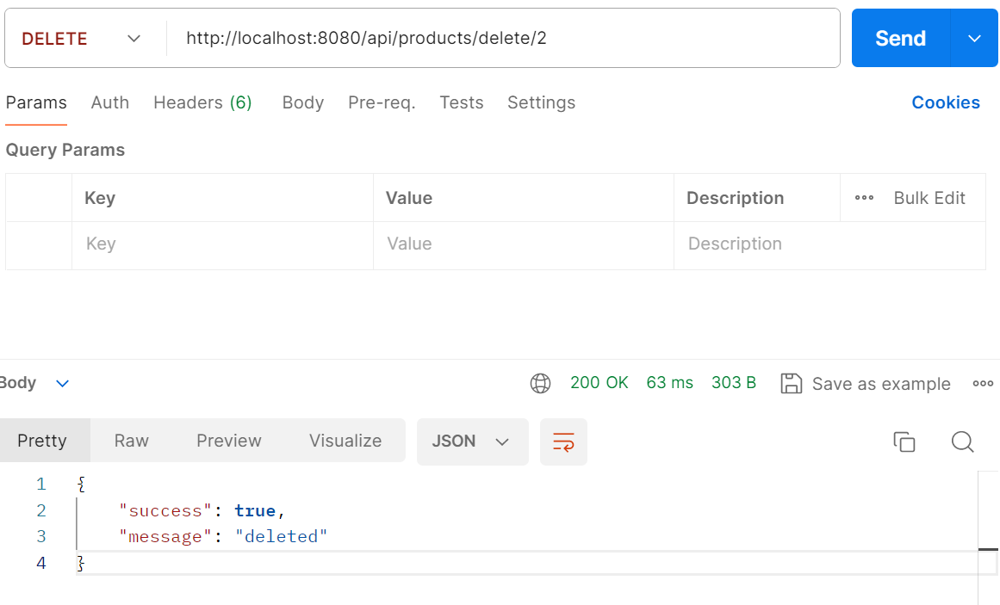 DELETE http://localhost:8080/api/products/delete/2 Send
Params Auth Headers (6) Body Pre-req. Tests Settings Cookies
Query Params
Key Value Description Bulk Edit
Key Value Description
Body 200 OK 63 ms 303 B Save as example
Pretty Raw Preview Visualize JSON
1 {
2 "success": true,
3 "message": "deleted"
4 }